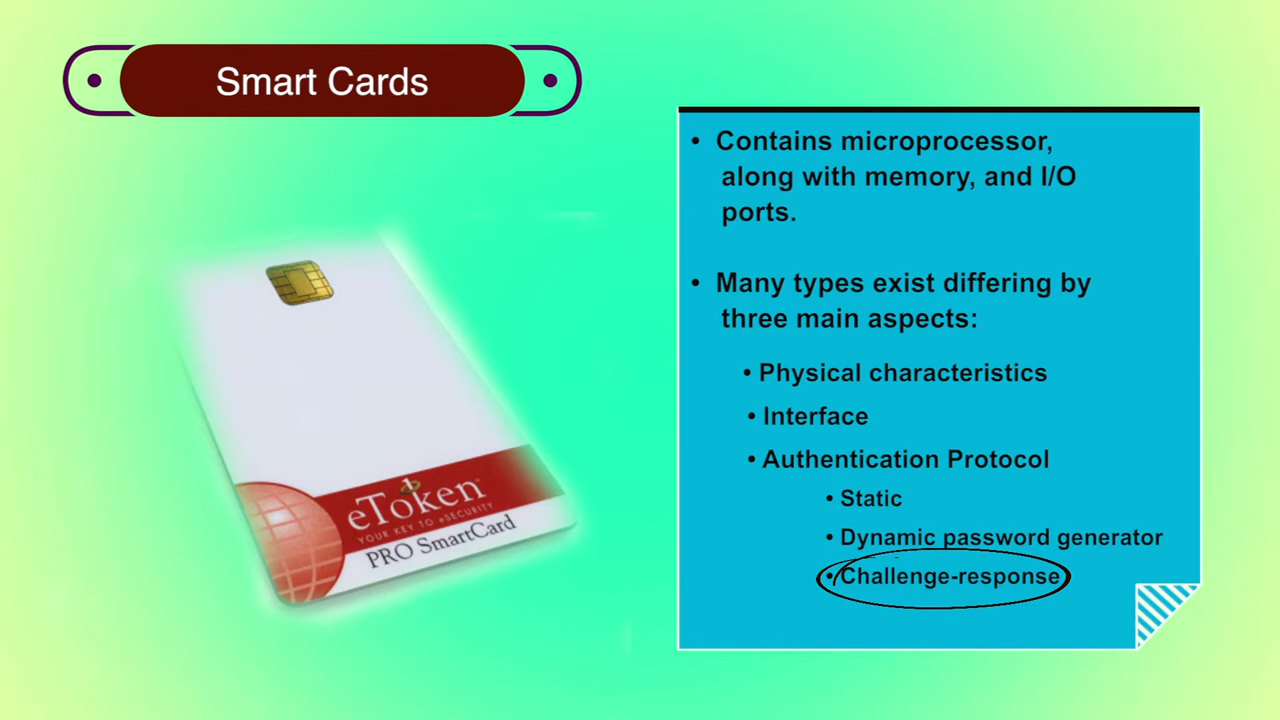 Smart Cards
• Contains microprocessor,
along with memory, and I/O
ports.
• Many types exist differing by
three main aspects:
• Physical characteristics
• Interface
• Authentication Protocol
• Static
• Dynamic password generator
• Challenge-response
eToken™
YOUR KEY TO eSECURITY
PRO SmartCard